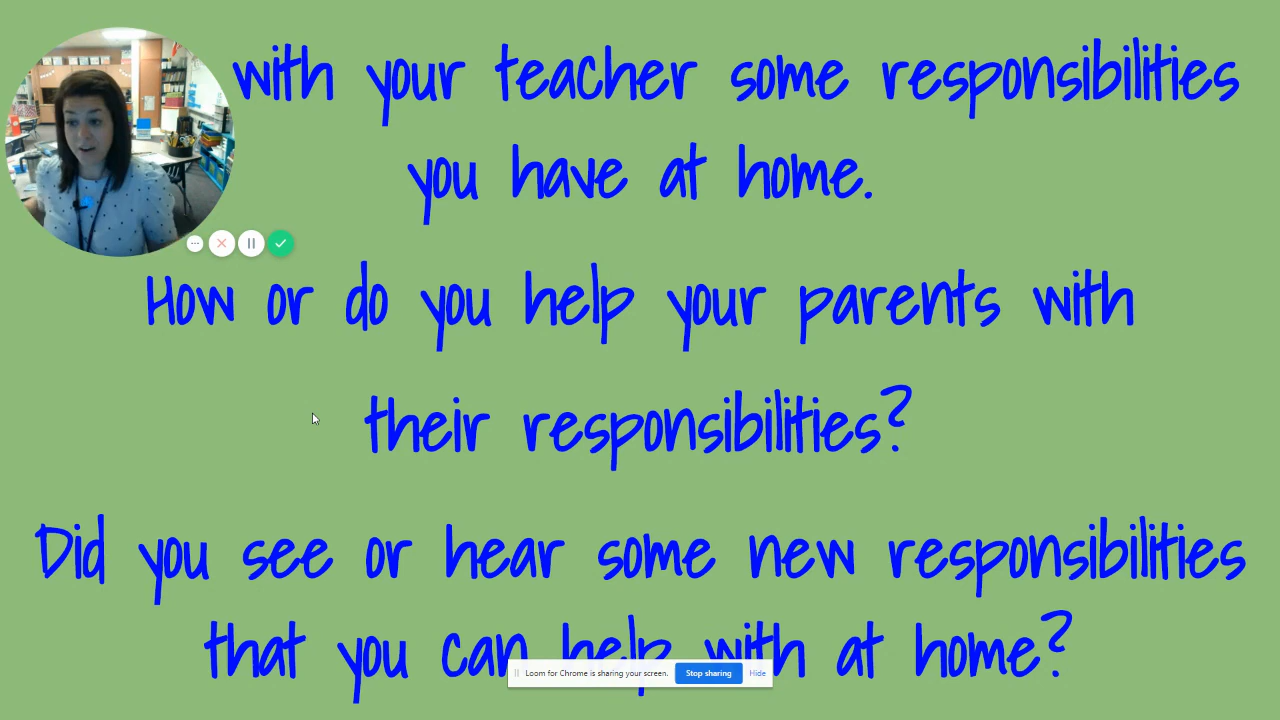 with your teacher some responsibilities
you have at home.
How or do you help your parents with
their responsibilities?
Did you see or hear some new responsibilities
that you can help with at home?
Loom for Chrome is sharing your screen. Stop sharing Hide